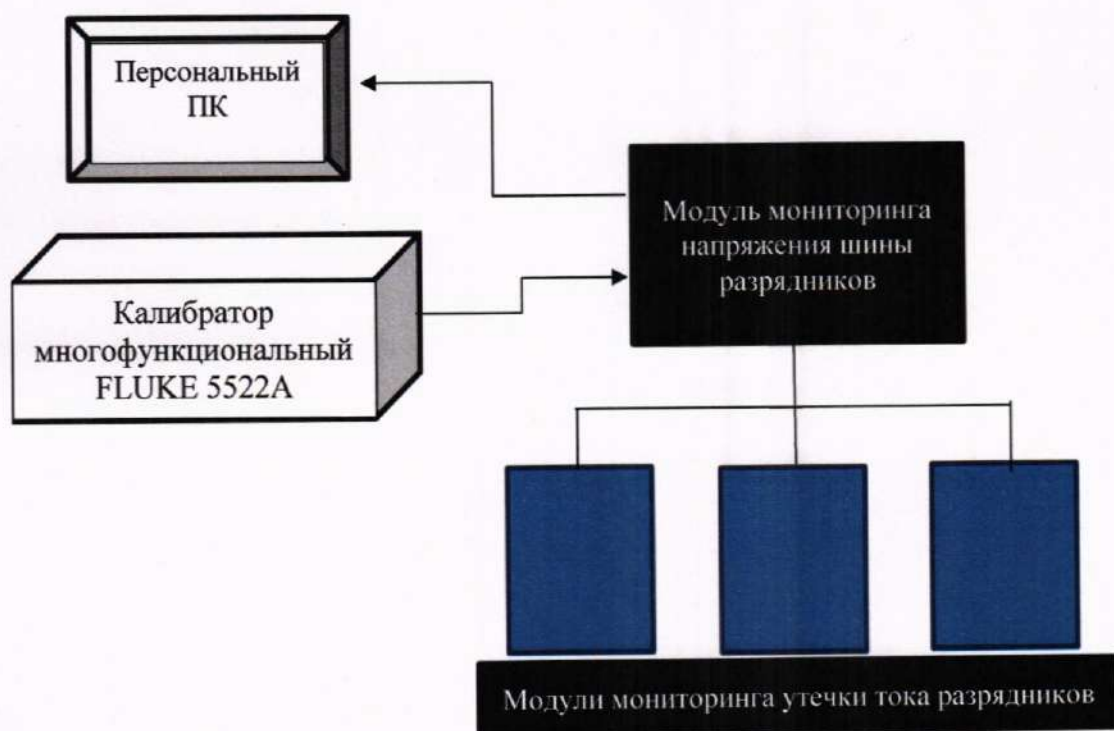 Персональный
ПК
Модуль мониторинга
напряжения шины
разрядников
Калибратор
многофункциональный
FLUKE 5522A
Модули мониторинга утечки тока разрядников